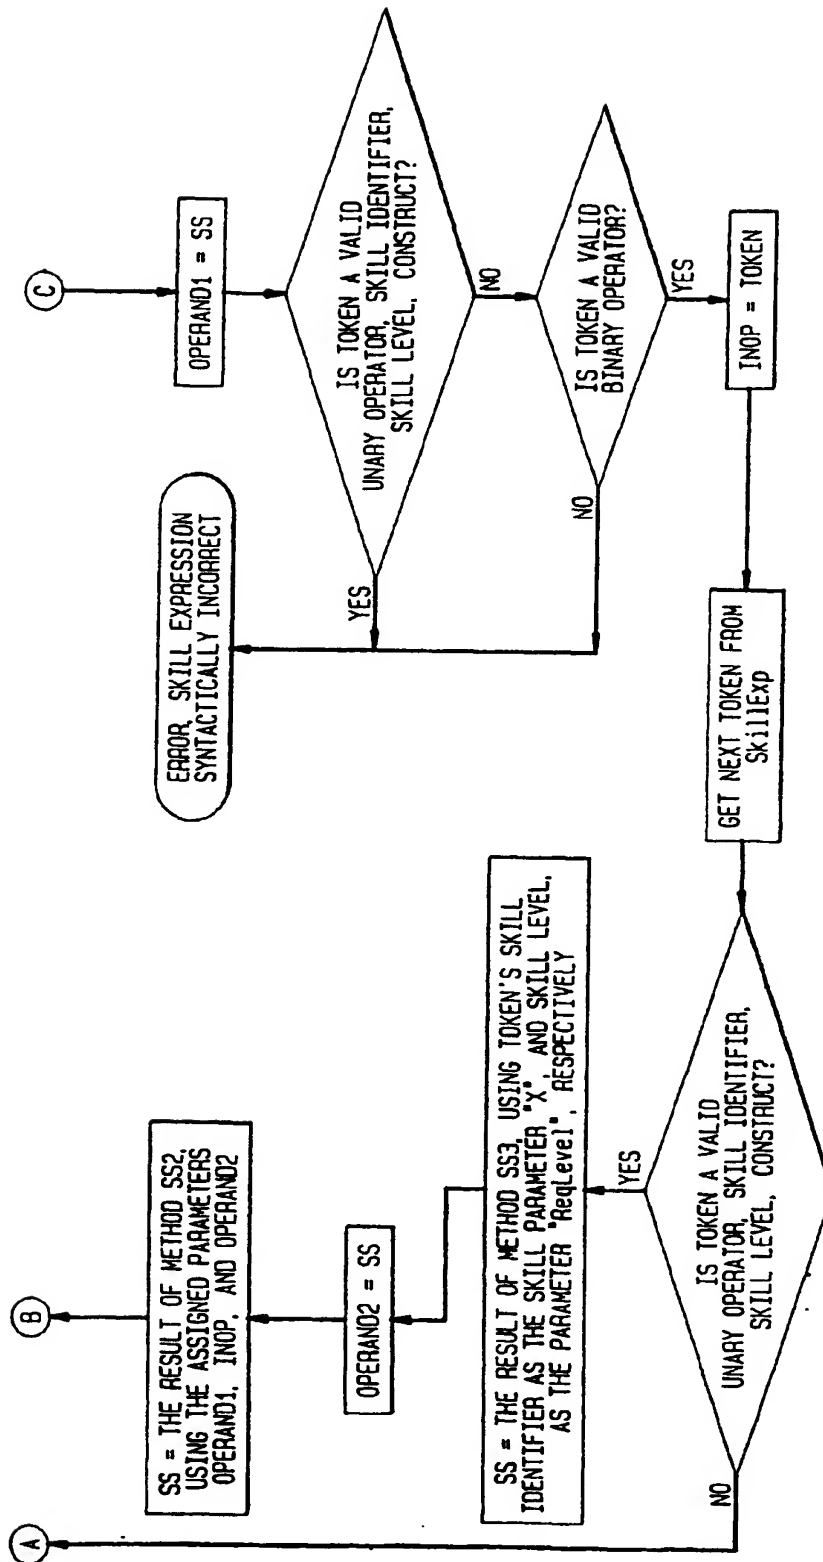 C
OPERAND1 = SS
IS TOKEN A VALID
UNARY OPERATOR, SKILL IDENTIFIER,
SKILL LEVEL, CONSTRUCT?
YES
NO
ERROR, SKILL EXPRESSION
SYNTACTICALLY INCORRECT
IS TOKEN A VALID
BINARY OPERATOR?
NO
YES
INOP = TOKEN
GET NEXT TOKEN FROM
SkillExp
IS TOKEN A VALID
UNARY OPERATOR, SKILL IDENTIFIER,
SKILL LEVEL, CONSTRUCT?
YES
NO
SS = THE RESULT OF METHOD SS3, USING TOKEN'S SKILL
IDENTIFIER AS THE SKILL PARAMETER "X", AND SKILL LEVEL,
AS THE PARAMETER "ReqLevel", RESPECTIVELY
OPERAND2 = SS
SS = THE RESULT OF METHOD SS2,
USING THE ASSIGNED PARAMETERS
OPERAND1, INOP, AND OPERAND2
B
A